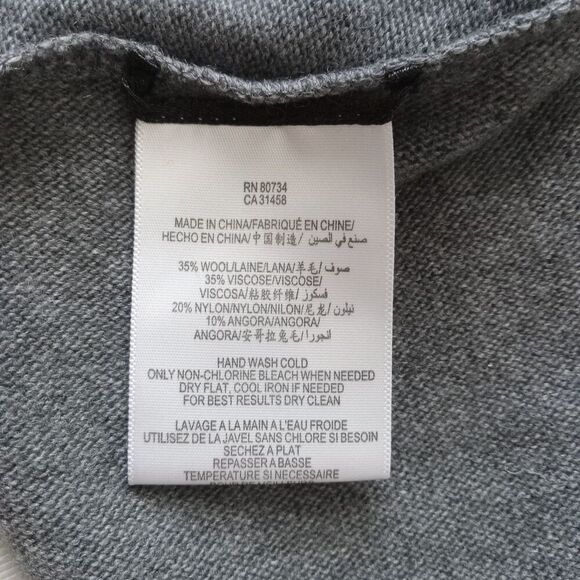 RN 80734
CA 31458
MADE IN CHINA/FABRIQUÉ EN CHINE/
HECHO EN CHINA/中国制造/ صنع في الصين
35% WOOL/LAINE/LANA/羊毛/ صوف
35% VISCOSE/VISCOSE/
VISCOSA/粘胶纤维/ فسكوز
20% NYLON/NYLON/NILON/尼龙/ نيلون
10% ANGORA/ANGORA/
ANGORA/安哥拉兔毛/ انجورا
HAND WASH COLD
ONLY NON-CHLORINE BLEACH WHEN NEEDED
DRY FLAT, COOL IRON IF NEEDED
FOR BEST RESULTS DRY CLEAN
LAVAGE A LA MAIN A L'EAU FROIDE
UTILISEZ DE LA JAVEL SANS CHLORE SI BESOIN
SECHEZ A PLAT
REPASSER A BASSE
TEMPERATURE SI NECESSAIRE